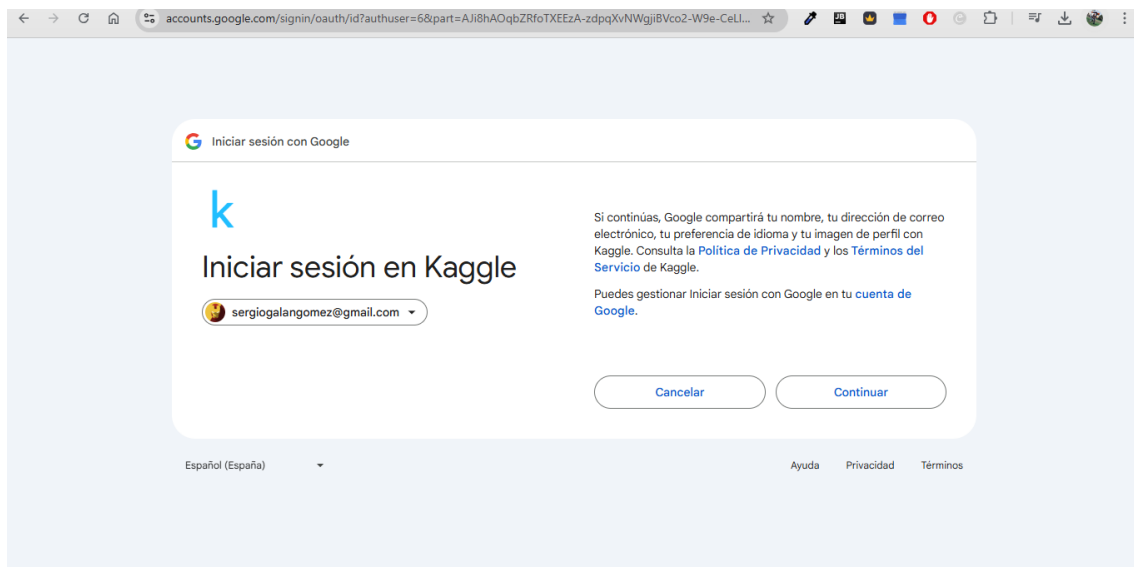 accounts.google.com/signin/oauth/id?authuser=6&part=AJi8hAOqbZRfoTXEEzA-zdpqXvNWgjiBVco2-W9e-CeLI...
JB
Iniciar sesión con Google
k
Iniciar sesión en Kaggle
sergiogalangomez@gmail.com
Si continúas, Google compartirá tu nombre, tu dirección de correo
electrónico, tu preferencia de idioma y tu imagen de perfil con
Kaggle. Consulta la Política de Privacidad y los Términos del
Servicio de Kaggle.
Puedes gestionar Iniciar sesión con Google en tu cuenta de
Google.
Cancelar
Continuar
Español (España)
Ayuda Privacidad Términos